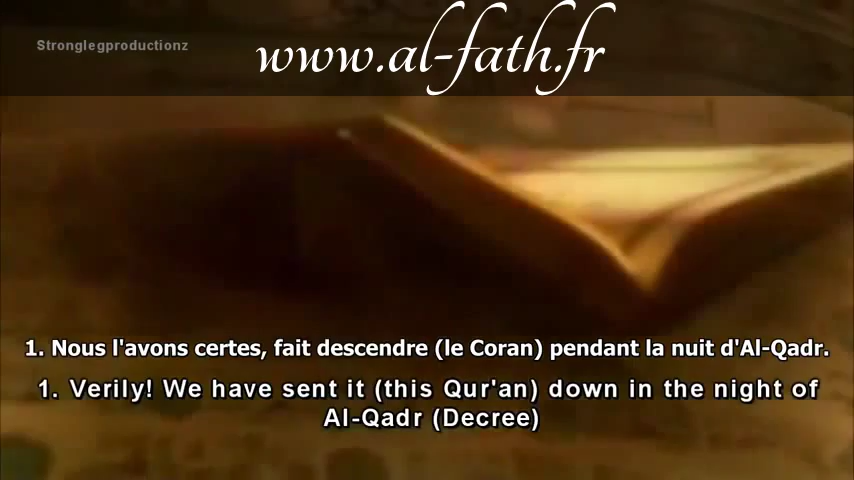 Stronglegproductionz
www.al-fath.fr
1. Nous l'avons certes, fait descendre (le Coran) pendant la nuit d'Al-Qadr.
1. Verily! We have sent it (this Qur'an) down in the night of
Al-Qadr (Decree)